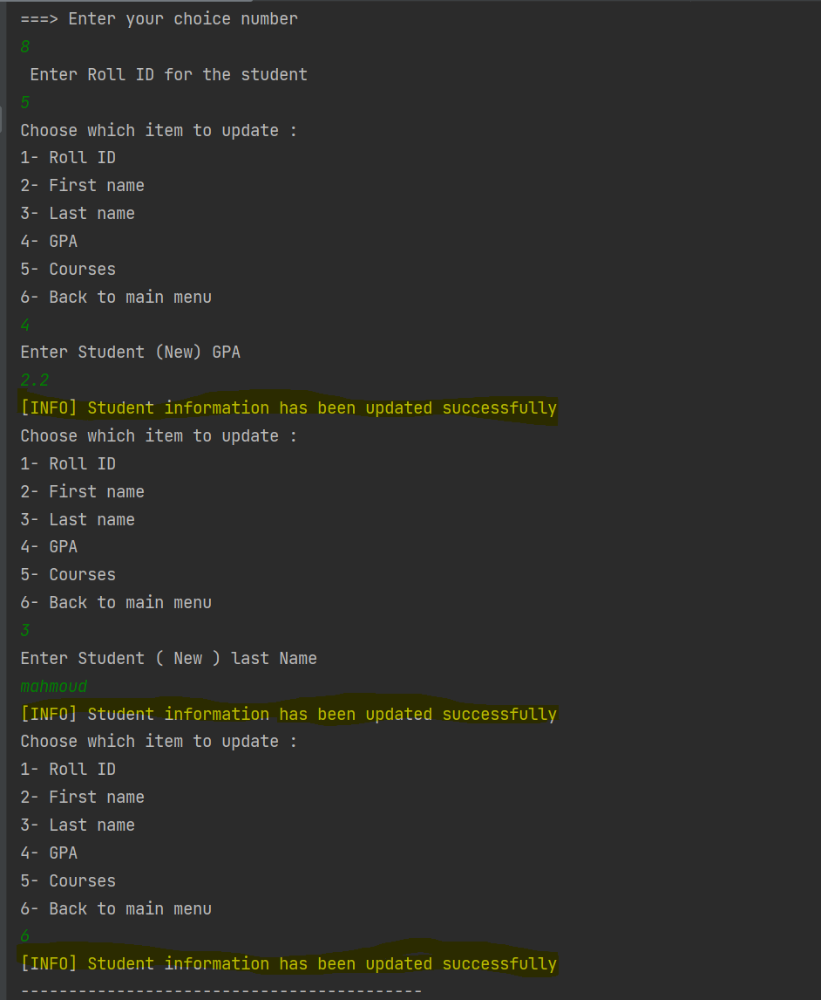 ===> Enter your choice number
8
Enter Roll ID for the student
5
Choose which item to update :
1- Roll ID
2- First name
3- Last name
4- GPA
5- Courses
6- Back to main menu
4
Enter Student (New) GPA
2.2
[INFO] Student information has been updated successfully
Choose which item to update :
1- Roll ID
2- First name
3- Last name
4- GPA
5- Courses
6- Back to main menu
3
Enter Student ( New ) last Name
mahmoud
[INFO] Student information has been updated successfully
Choose which item to update :
1- Roll ID
2- First name
3- Last name
4- GPA
5- Courses
6- Back to main menu
6
[INFO] Student information has been updated successfully
------------------------------------------